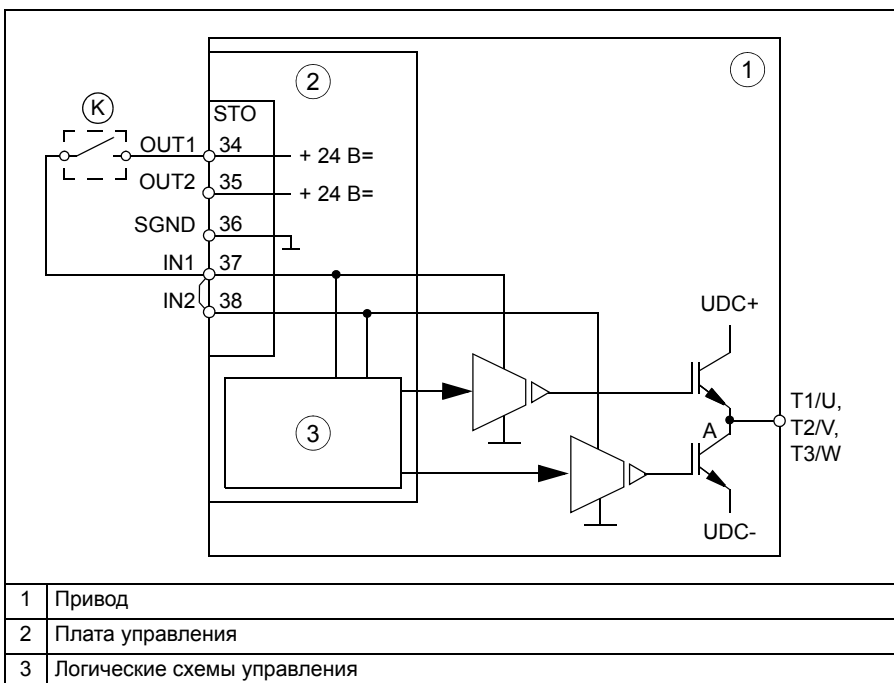 1
2
K
STO
OUT1 34 + 24 В=
OUT2 35 + 24 В=
SGND 36
IN1 37
IN2 38
UDC+
3
A
T1/U,
T2/V,
T3/W
UDC-
1 Привод
2 Плата управления
3 Логические схемы управления